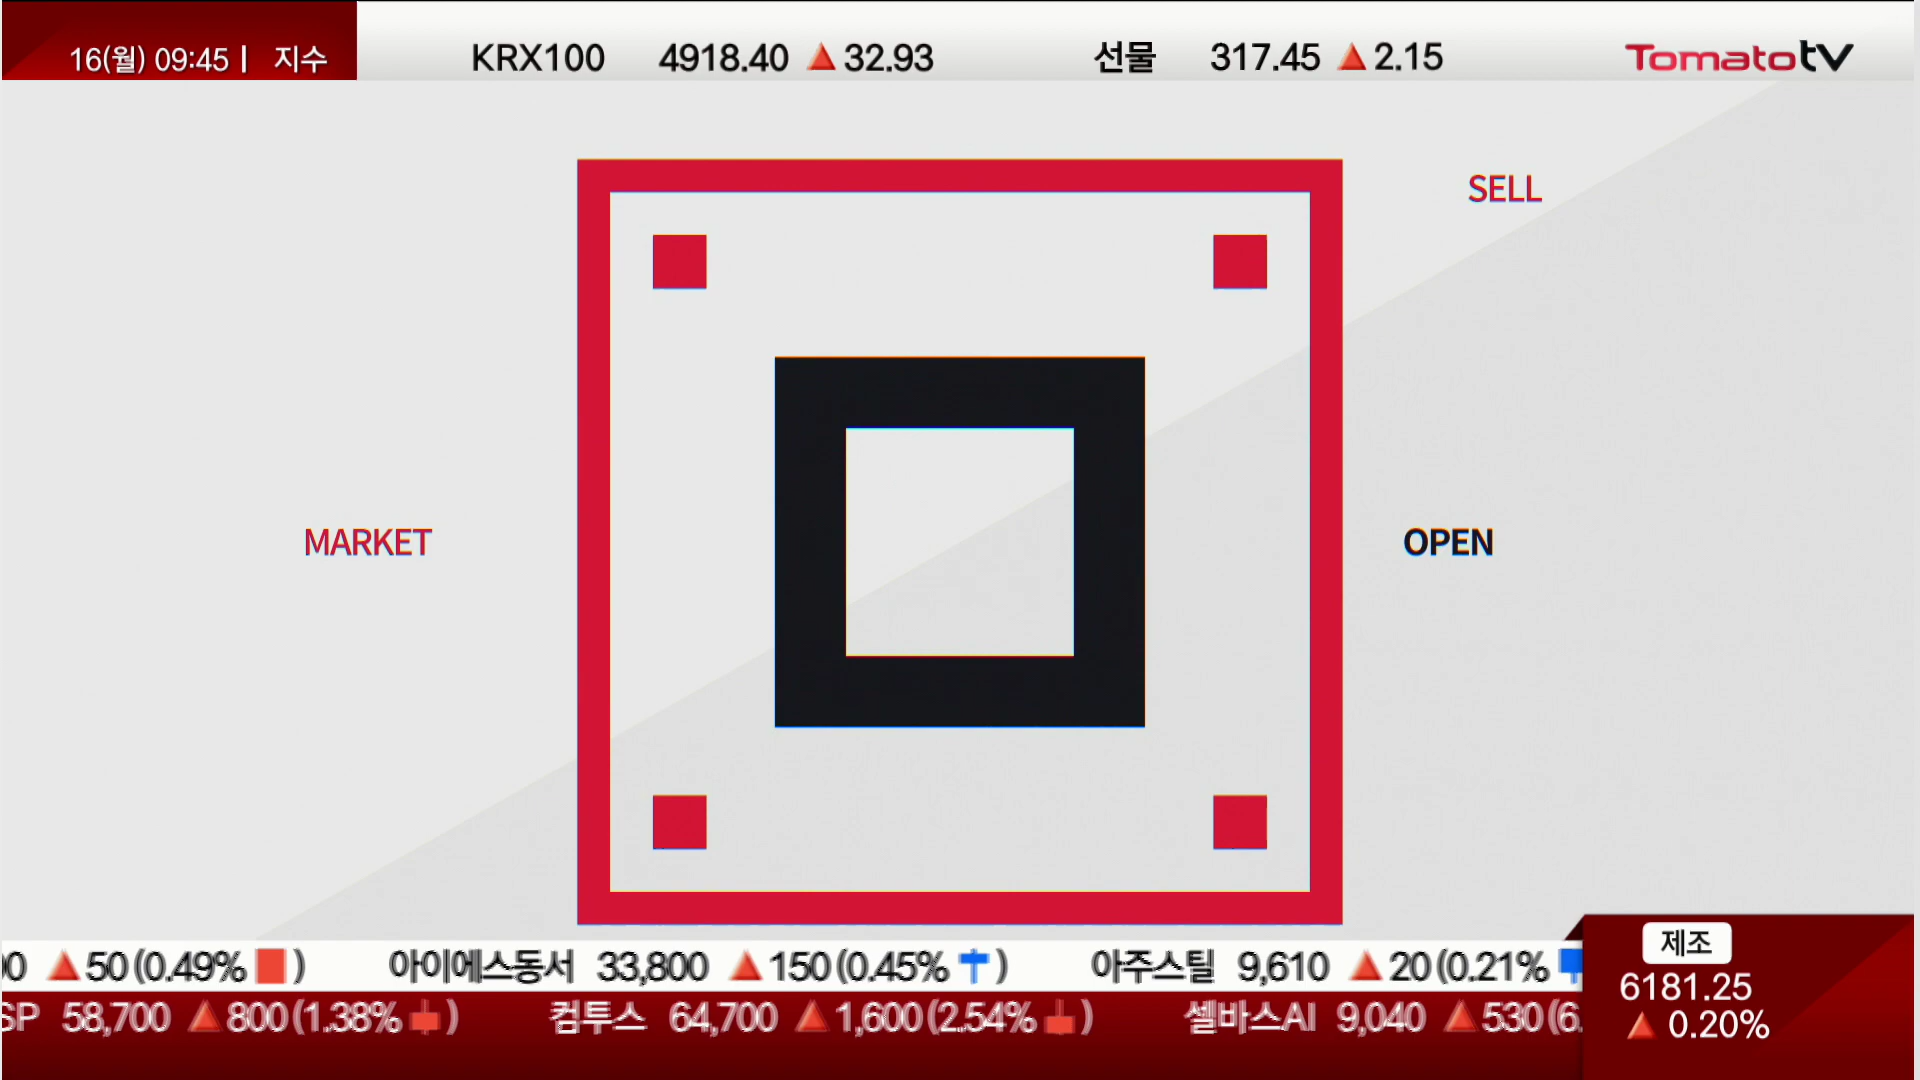 16(월) 09:45 | 지수 KRX100 4918.40 ▲32.93 선물 317.45 ▲2.15 Tomatotv
SELL
MARKET OPEN
제조
▲50(0.49% ) 아이에스동서 33,800 ▲150(0.45% ) 아주스틸 9,610 ▲20(0.21%
6181.25
SP 58,700 ▲800(1.38% ) 컴투스 64,700 ▲1,600(2.54% ) 셀바스AI 9,040 ▲530(6.
▲ 0.20%